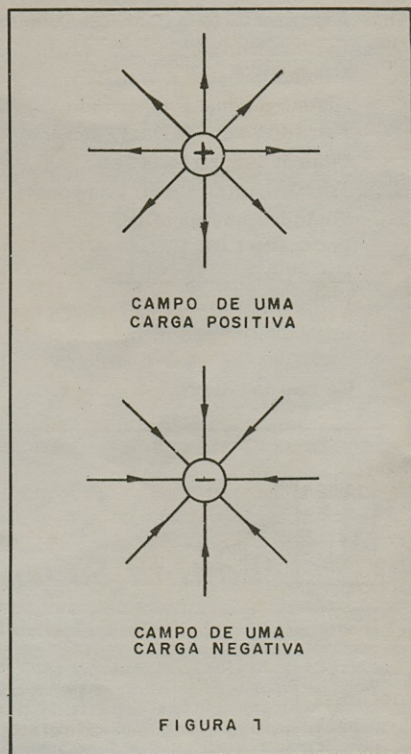 +
CAMPO DE UMA
CARGA POSITIVA
-
CAMPO DE UMA
CARGA NEGATIVA
FIGURA 1